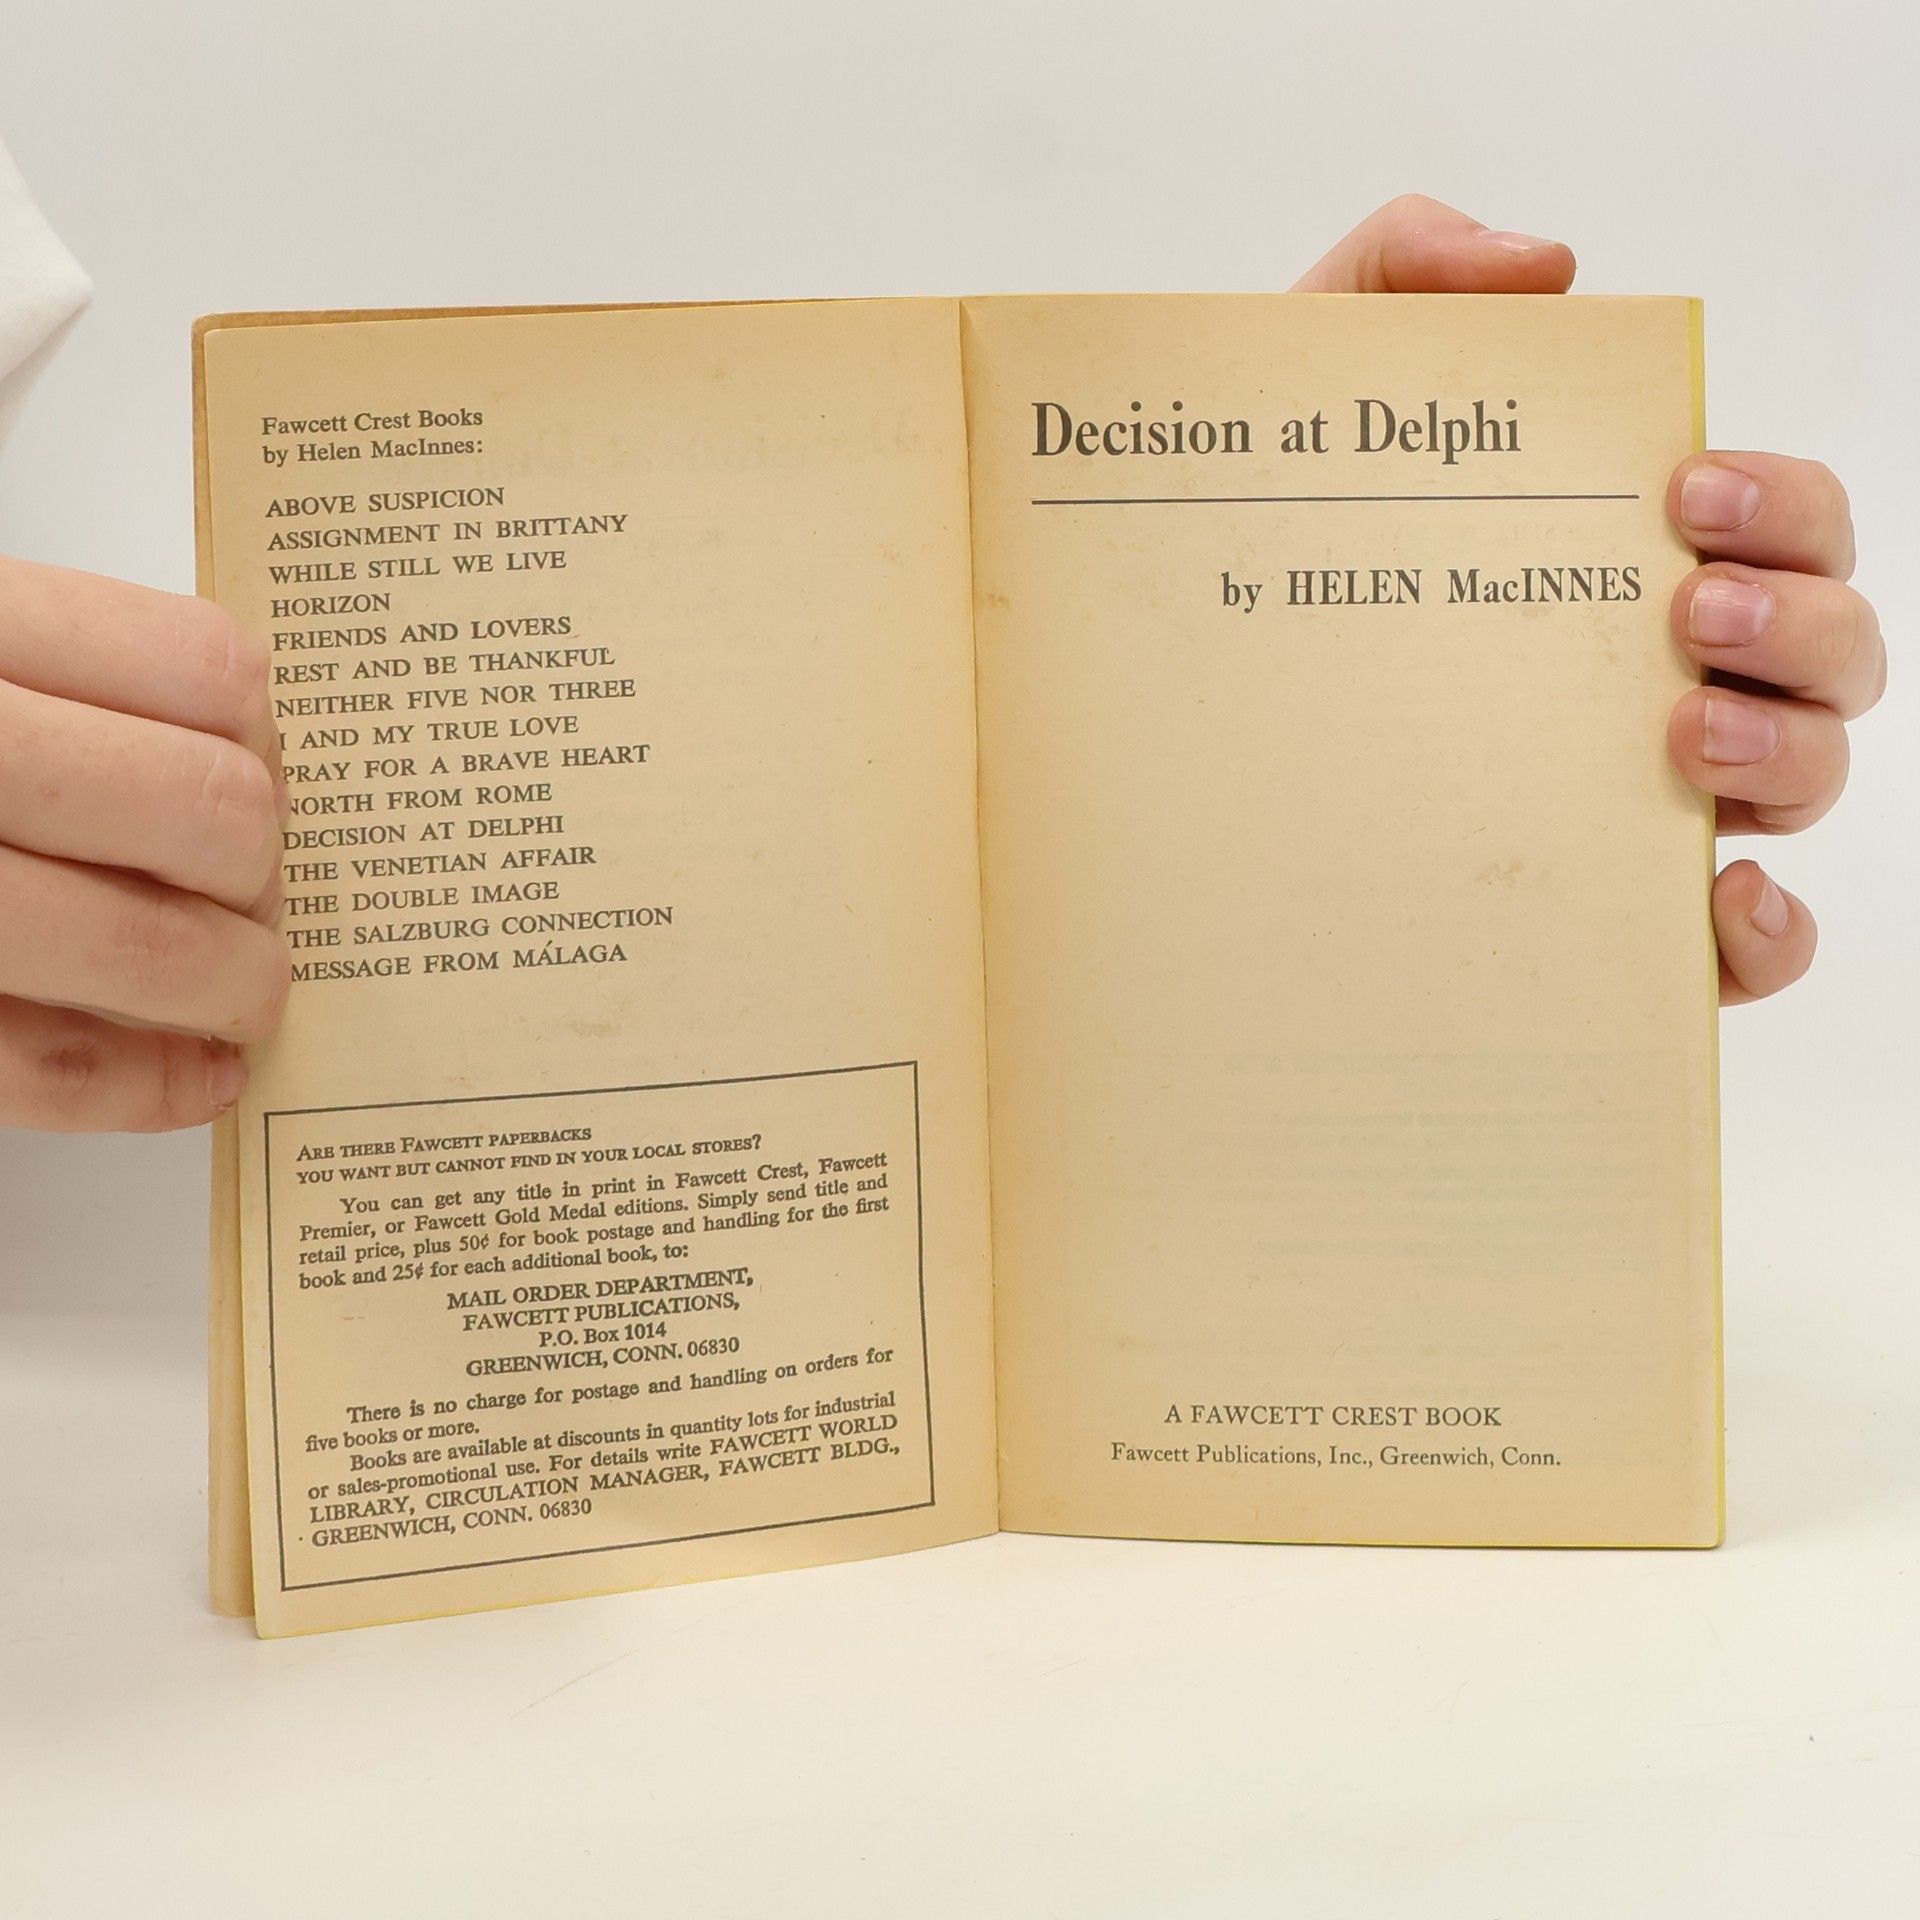 Fawcett Crest Books
by Helen MacInnes:
ABOVE SUSPICION
ASSIGNMENT IN BRITTANY
WHILE STILL WE LIVE
HORIZON
FRIENDS AND LOVERS
REST AND BE THANKFUL
NEITHER FIVE NOR THREE
I AND MY TRUE LOVE
PRAY FOR A BRAVE HEART
NORTH FROM ROME
DECISION AT DELPHI
THE VENETIAN AFFAIR
THE DOUBLE IMAGE
THE SALZBURG CONNECTION
MESSAGE FROM MÁLAGA
ARE THERE FAWCETT PAPERBACKS
YOU WANT BUT CANNOT FIND IN YOUR LOCAL STORES?
You can get any title in print in Fawcett Crest, Fawcett
Premier, or Fawcett Gold Medal editions. Simply send title and
retail price, plus 50¢ for book postage and handling for the first
book and 25¢ for each additional book, to:
MAIL ORDER DEPARTMENT,
FAWCETT PUBLICATIONS,
P.O. Box 1014
GREENWICH, CONN. 06830
There is no charge for postage and handling on orders for
five books or more.
Books are available at discounts in quantity lots for industrial
or sales-promotional use. For details write FAWCETT WORLD
LIBRARY, CIRCULATION MANAGER, FAWCETT BLDG.,
GREENWICH, CONN. 06830
Decision at Delphi
by HELEN MacINNES
A FAWCETT CREST BOOK
Fawcett Publications, Inc., Greenwich, Conn.